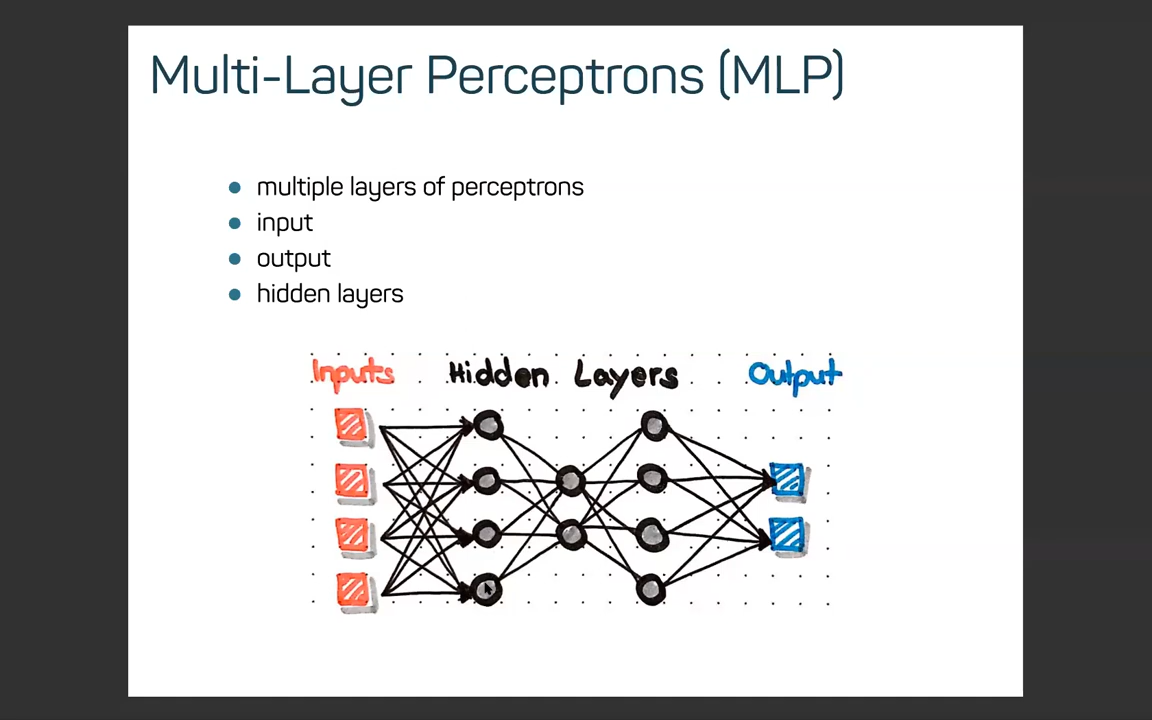 Multi-Layer Perceptrons (MLP)
multiple layers of perceptrons
input
output
hidden layers
Inputs Hidden Layers Output